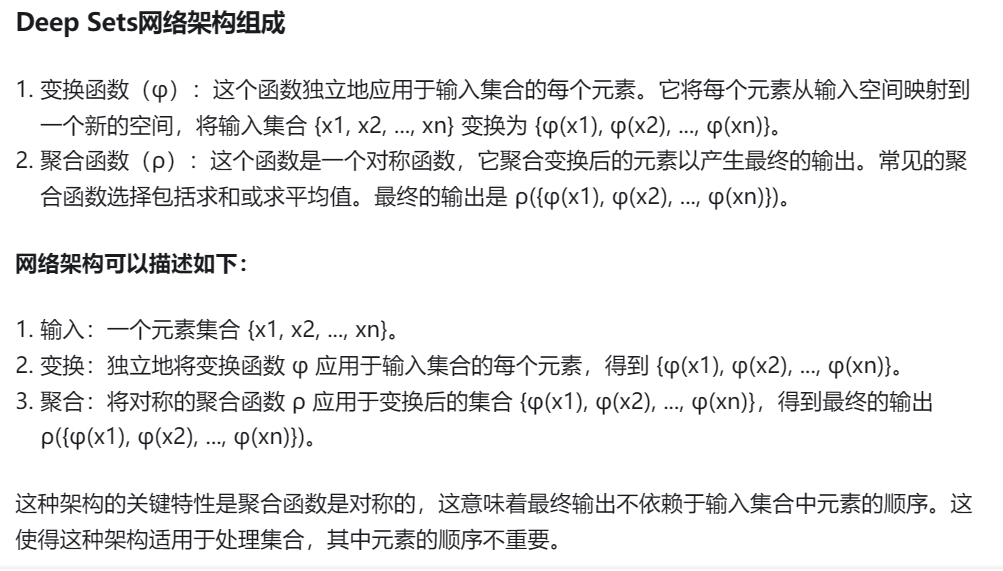 Deep Sets网络架构组成
1. 变换函数（φ）：这个函数独立地应用于输入集合的每个元素。它将每个元素从输入空间映射到
一个新的空间，将输入集合 {x1, x2, ..., xn} 变换为 {φ(x1), φ(x2), ..., φ(xn)}。
2. 聚合函数（ρ）：这个函数是一个对称函数，它聚合变换后的元素以产生最终的输出。常见的聚
合函数选择包括求和或求平均值。最终的输出是 ρ({φ(x1), φ(x2), ..., φ(xn)})。
网络架构可以描述如下：
1. 输入：一个元素集合 {x1, x2, ..., xn}。
2. 变换：独立地将变换函数 φ 应用于输入集合的每个元素，得到 {φ(x1), φ(x2), ..., φ(xn)}。
3. 聚合：将对称的聚合函数 ρ 应用于变换后的集合 {φ(x1), φ(x2), ..., φ(xn)}，得到最终的输出
ρ({φ(x1), φ(x2), ..., φ(xn)})。
这种架构的关键特性是聚合函数是对称的，这意味着最终输出不依赖于输入集合中元素的顺序。这
使得这种架构适用于处理集合，其中元素的顺序不重要。